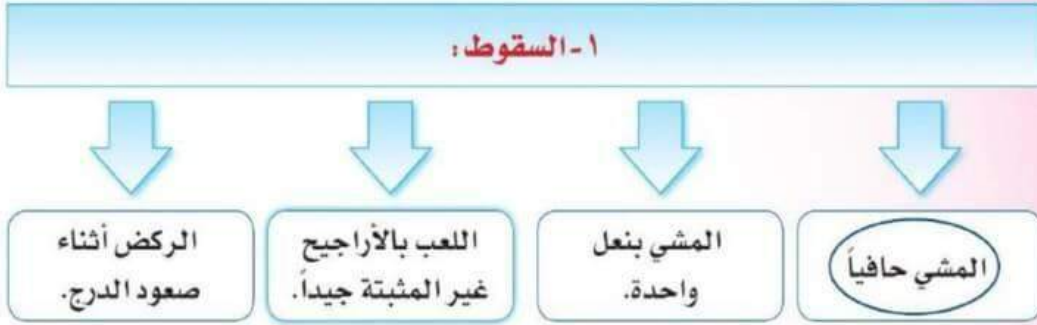 ١- السقوط:
المشي حافياً
المشي بنعل
واحدة.
اللعب بالأراجيح
غير المثبتة جيداً.
الركض أثناء
صعود الدرج.